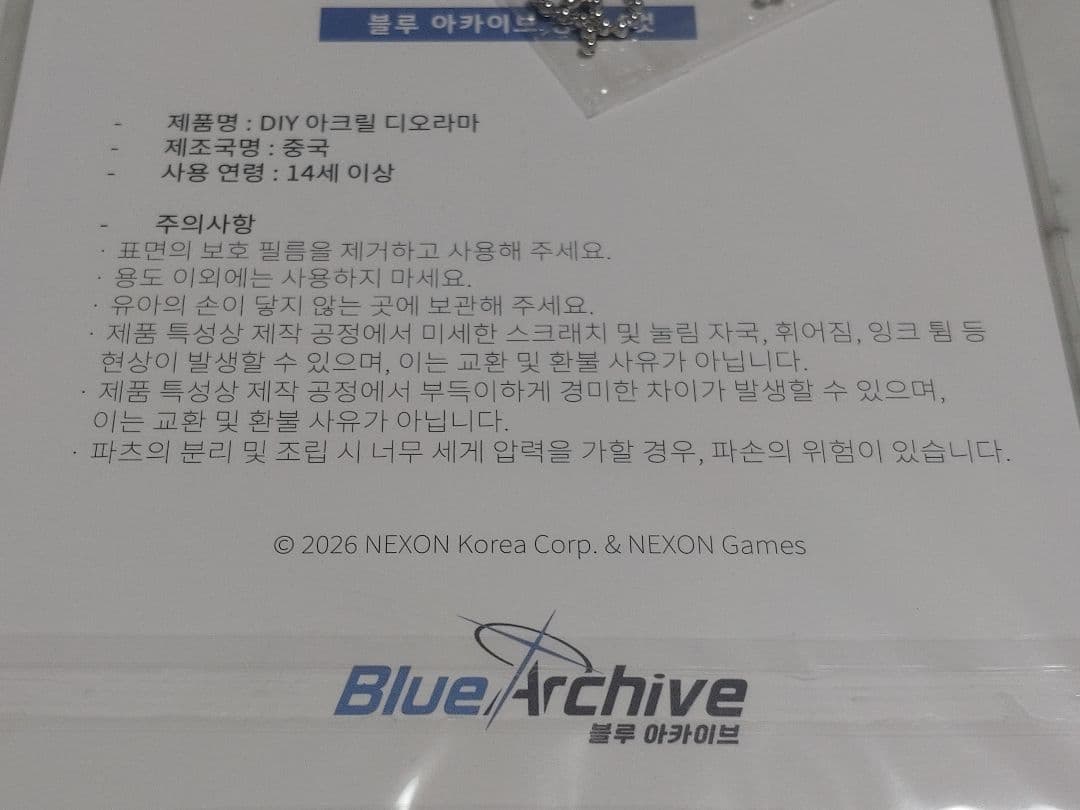 블루 아카이브
- 제품명 : DIY 아크릴 디오라마
- 제조국명 : 중국
- 사용 연령 : 14세 이상
- 주의사항
· 표면의 보호 필름을 제거하고 사용해 주세요.
· 용도 이외에는 사용하지 마세요.
· 유아의 손이 닿지 않는 곳에 보관해 주세요.
· 제품 특성상 제작 공정에서 미세한 스크래치 및 눌림 자국, 휘어짐, 잉크 튐 등
현상이 발생할 수 있으며, 이는 교환 및 환불 사유가 아닙니다.
· 제품 특성상 제작 공정에서 부득이하게 경미한 차이가 발생할 수 있으며,
이는 교환 및 환불 사유가 아닙니다.
· 파츠의 분리 및 조립 시 너무 세게 압력을 가할 경우, 파손의 위험이 있습니다.
© 2026 NEXON Korea Corp. & NEXON Games
Blue Archive
블루 아카이브